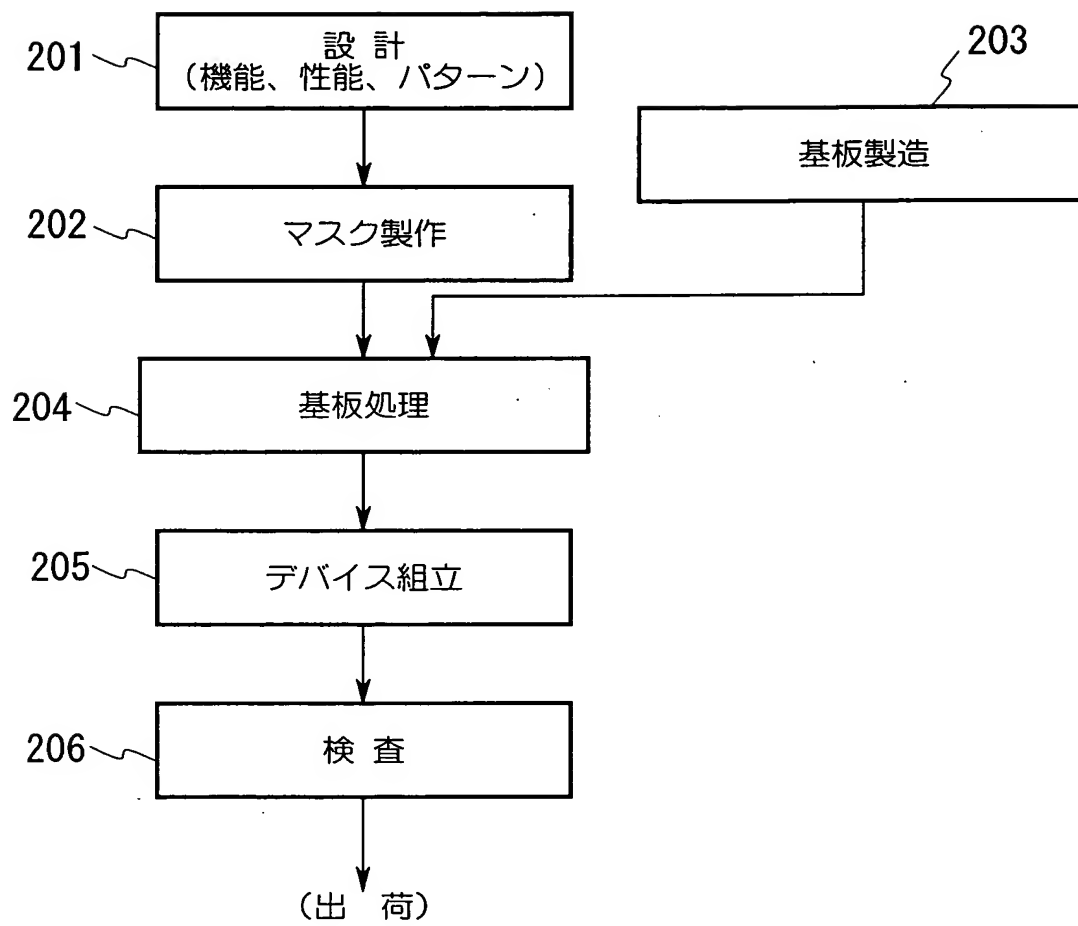 201
設 計
(機能、性能、パターン)
203
基板製造
202
マスク製作
204
基板処理
205
デバイス組立
206
検 査
(出 荷)